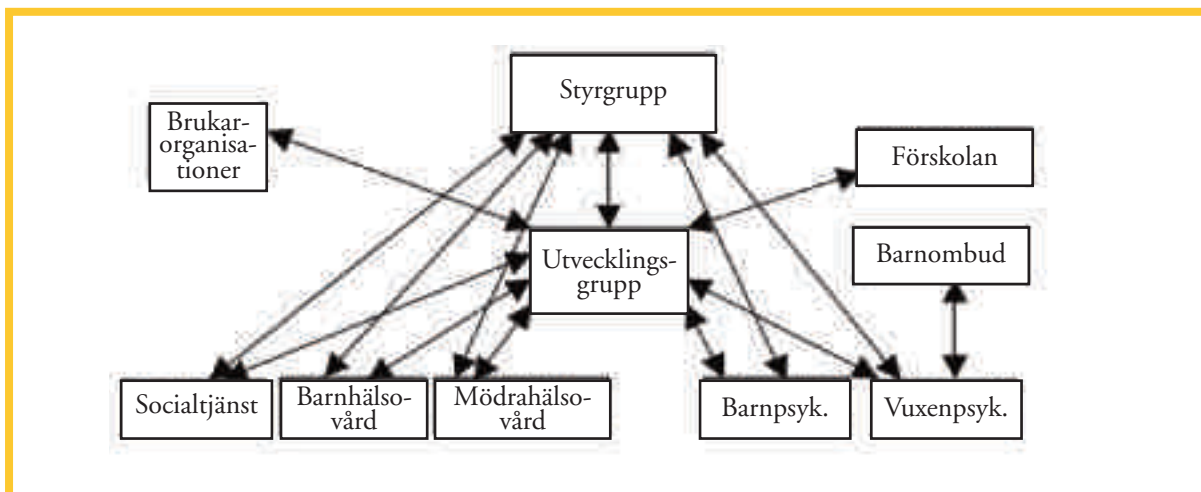 Styrgrupp
Brukar-
organisa-
tioner
Förskolan
Utvecklings-
grupp
Barnombud
Socialtjänst
Barnhälso-
vård
Mödrahälso-
vård
Barnpsyk.
Vuxenpsyk.